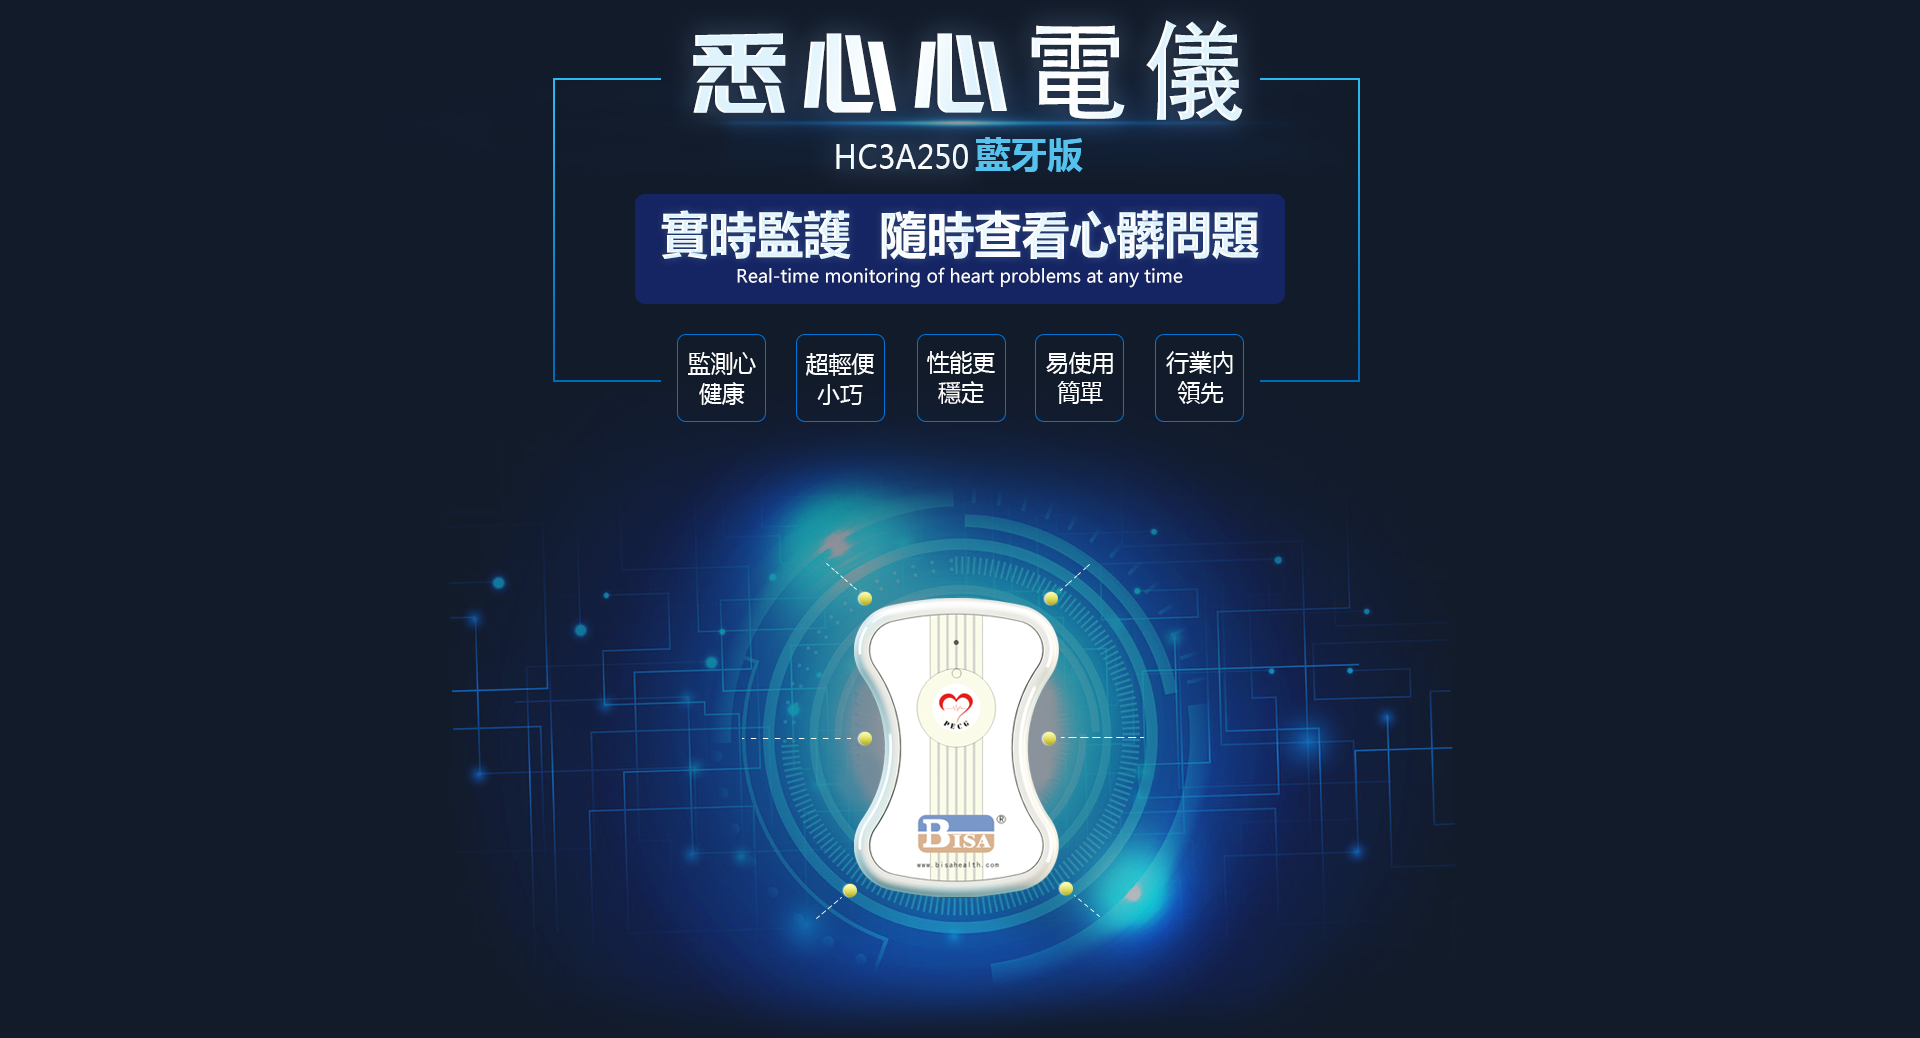 悉心心電儀
HC3A250 藍牙版
實時監護 隨時查看心髒問題
Real-time monitoring of heart problems at any time
監測心
健康
超輕便
小巧
性能更
穩定
易使用
簡單
行業內
領先
PECG
BISA ®
www.bisahealth.com